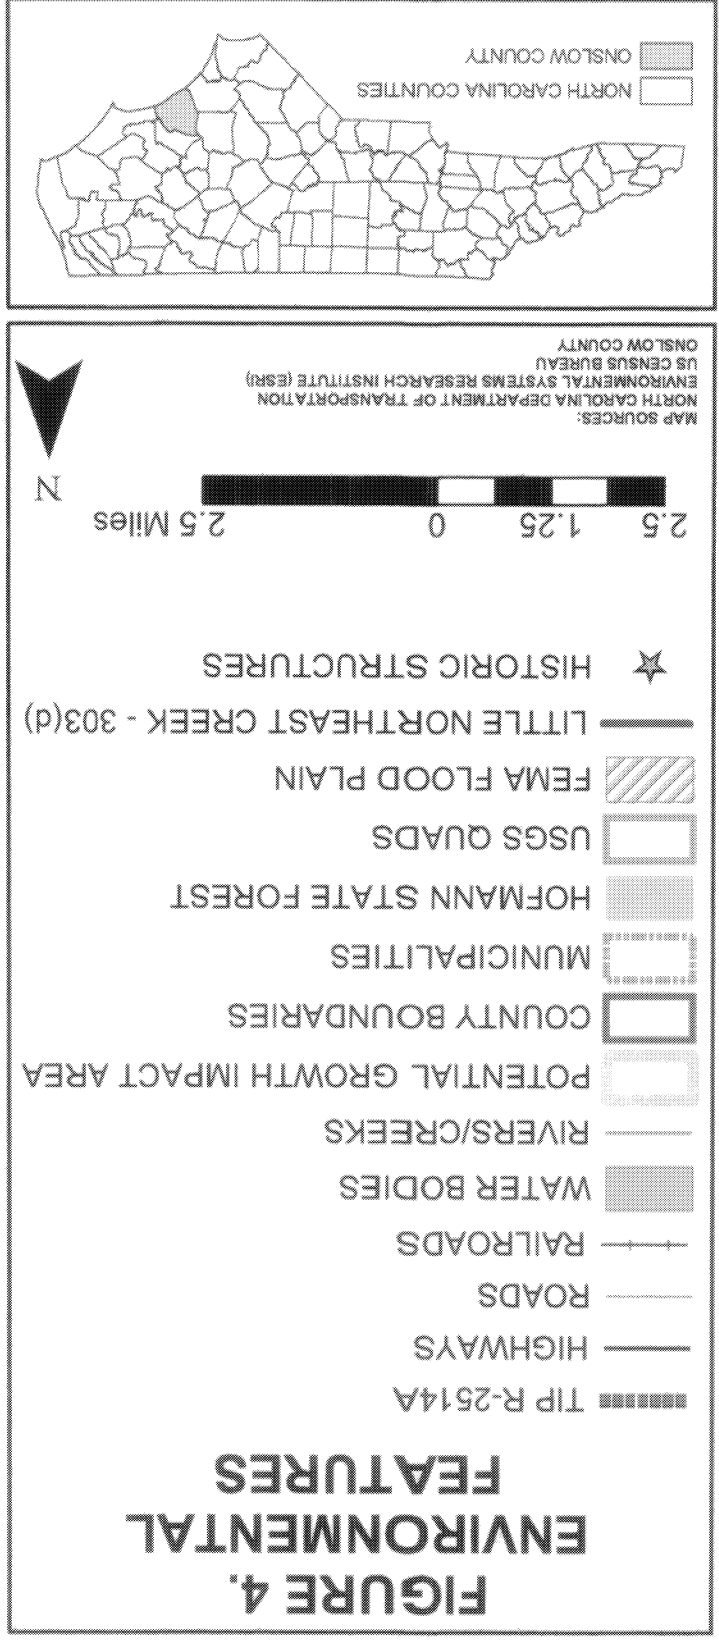 FIGURE 4.
ENVIRONMENTAL
FEATURES
TIP R-2514A
HIGHWAYS
ROADS
RAILROADS
WATER BODIES
RIVERS/CREEKS
POTENTIAL GROWTH IMPACT AREA
COUNTY BOUNDARIES
MUNICIPALITIES
HOFMANN STATE FOREST
USGS QUADS
FEMA FLOOD PLAIN
LITTLE NORTHEAST CREEK - 303(d)
HISTORIC STRUCTURES
2.5 1.25 0 2.5 Miles
N
MAP SOURCES:
NORTH CAROLINA DEPARTMENT OF TRANSPORTATION
ENVIRONMENTAL SYSTEMS RESEARCH INSTITUTE (ESRI)
US CENSUS BUREAU
ONSLOW COUNTY
NORTH CAROLINA COUNTIES
ONSLOW COUNTY